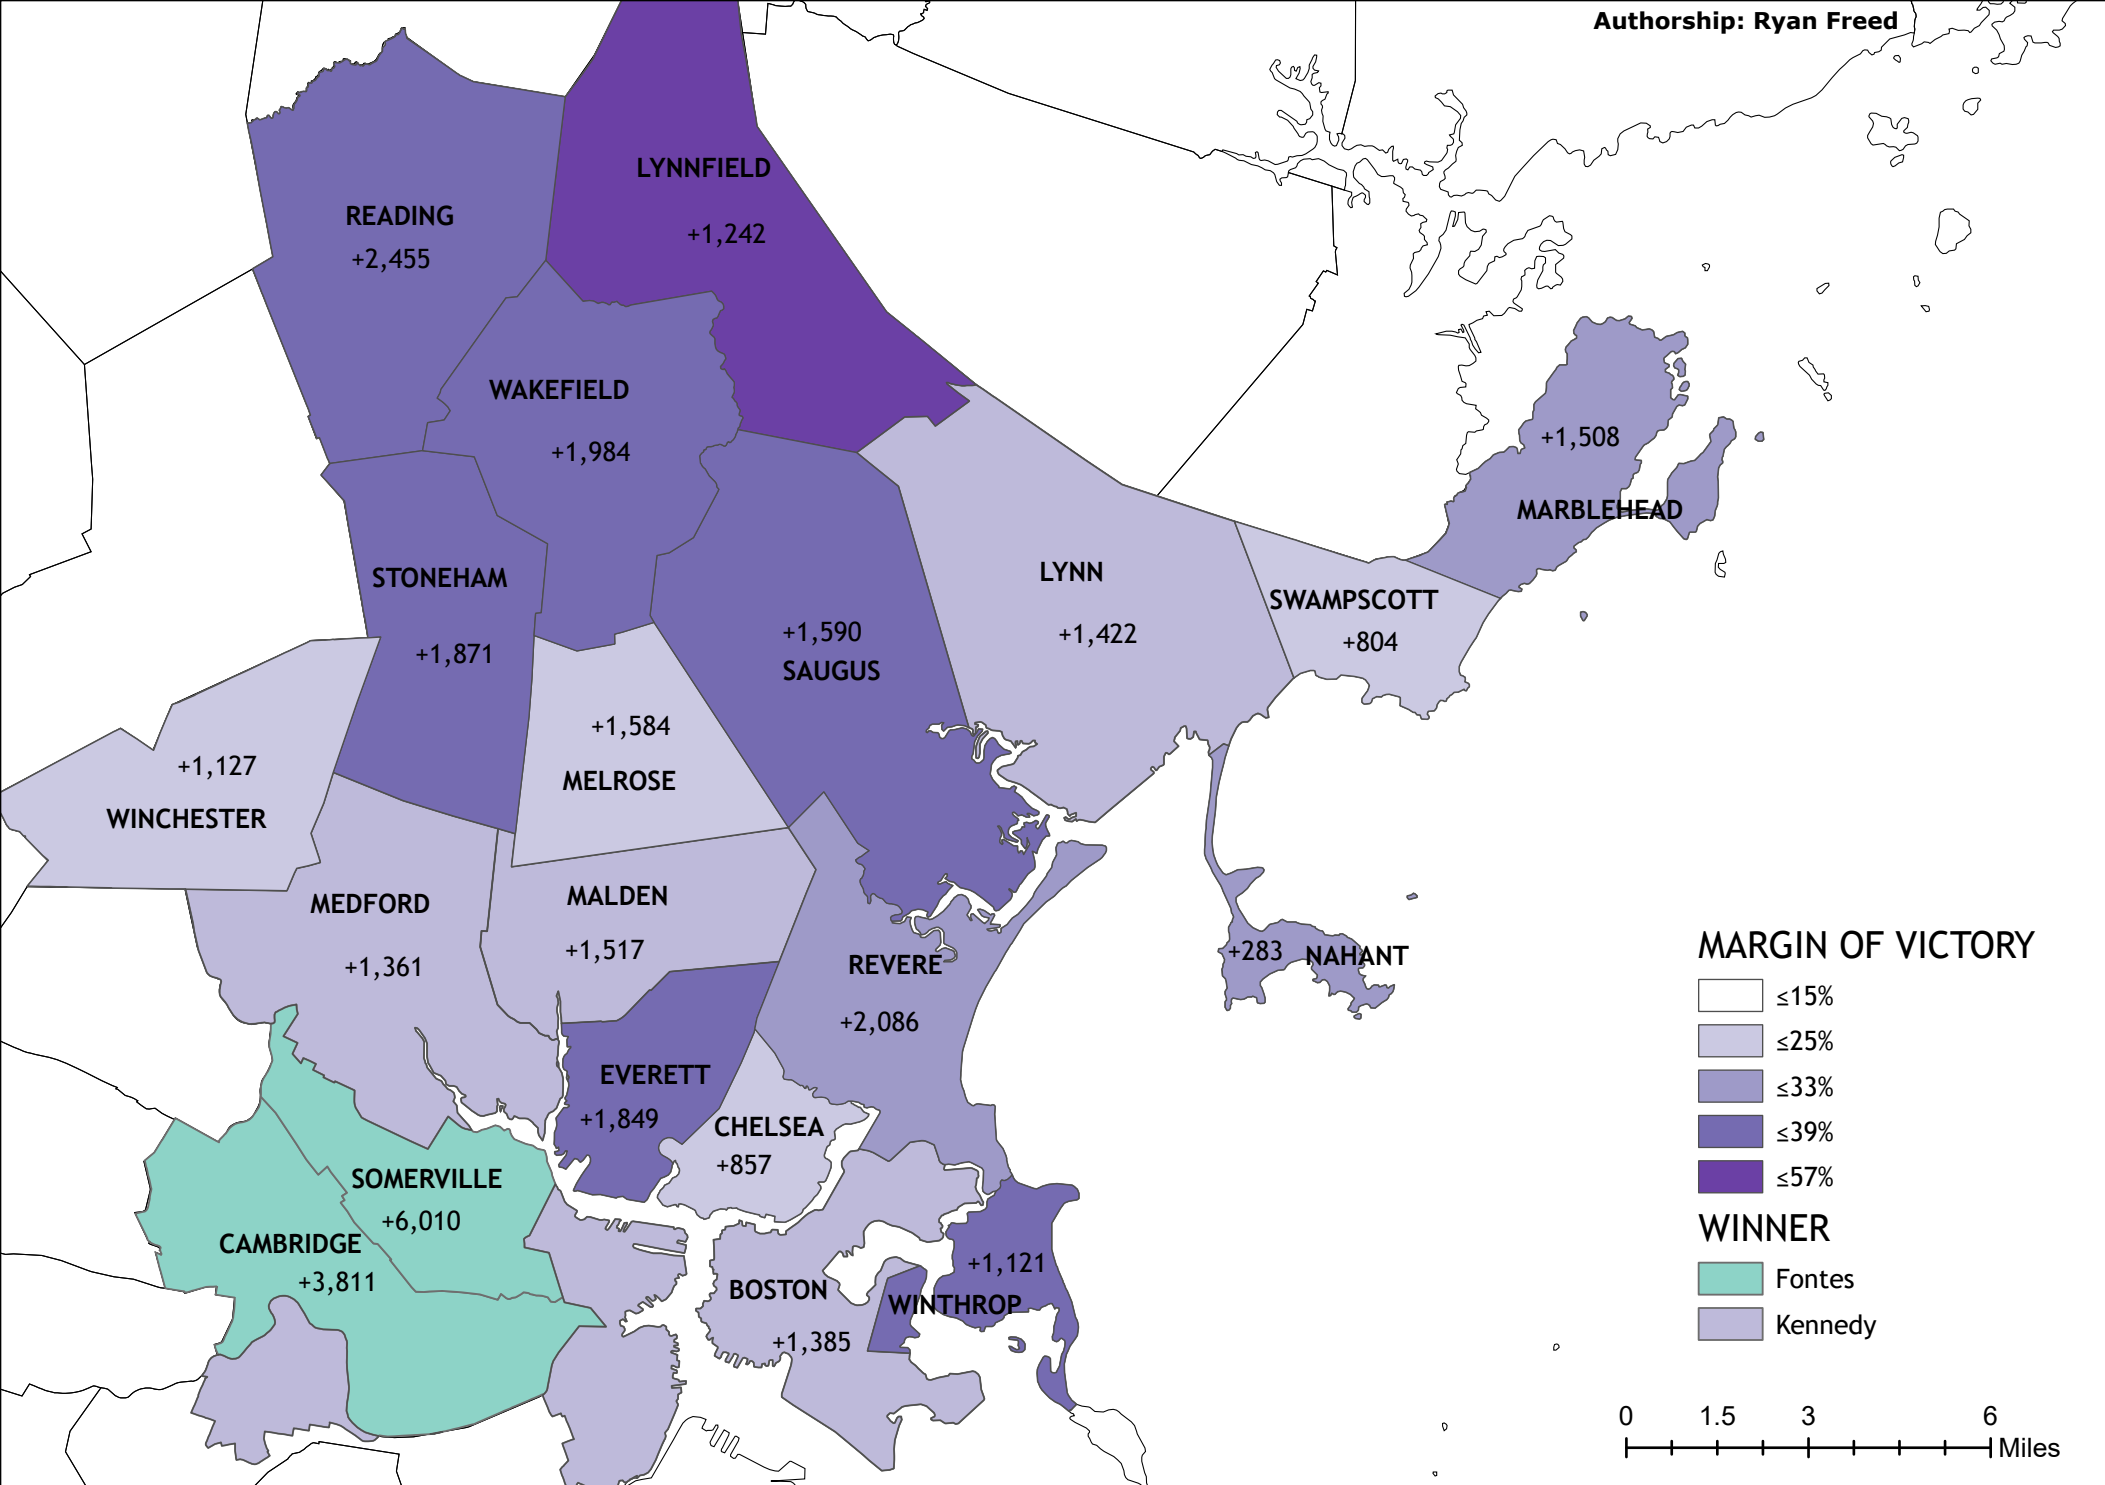 Authorship: Ryan Freed
LYNNFIELD
+1,242
READING
+2,455
WAKEFIELD
+1,984
+1,508
MARBLEHEAD
STONEHAM
+1,871
LYNN
+1,422
SWAMPSCOTT
+804
+1,590
SAUGUS
+1,584
MELROSE
+1,127
WINCHESTER
MEDFORD
+1,361
MALDEN
+1,517
REVERE
+2,086
+283 NAHANT
EVERETT
+1,849
CHELSEA
+857
SOMERVILLE
+6,010
CAMBRIDGE
+3,811
BOSTON
+1,385
+1,121
WINTHROP
MARGIN OF VICTORY
≤15%
≤25%
≤33%
≤39%
≤57%
WINNER
Fontes
Kennedy
0 1.5 3 6
Miles